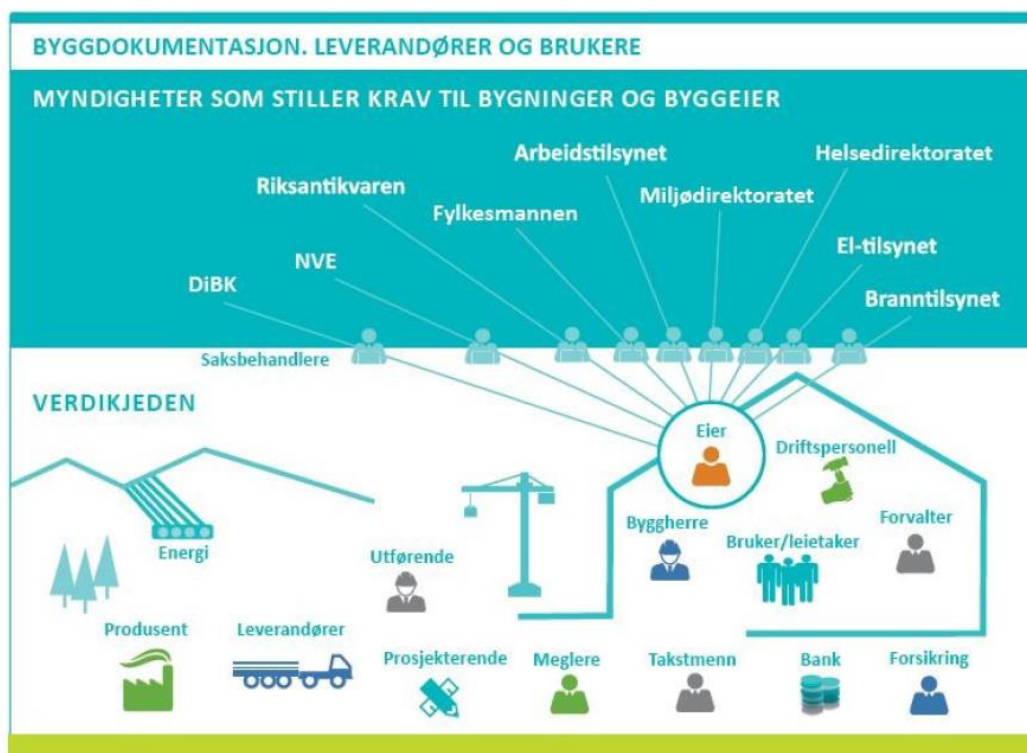 BYGGDOKUMENTASJON. LEVERANDØRER OG BRUKERE
MYNDIGHETER SOM STILLER KRAV TIL BYGNINGER OG BYGGEIER
Arbeidstilsynet
Helsedirektoratet
Riksantikvaren
Miljødirektoratet
Fylkesmannen
El-tilsynet
NVE
DiBK
Branntilsynet
Saksbehandlere
VERDIKJEDEN
Eier
Driftspersonell
Byggherre
Bruker/leietaker
Forvalter
Energi
Utførende
Produsent
Leverandører
Prosjekterende
Meglere
Takstmenn
Bank
Forsikring